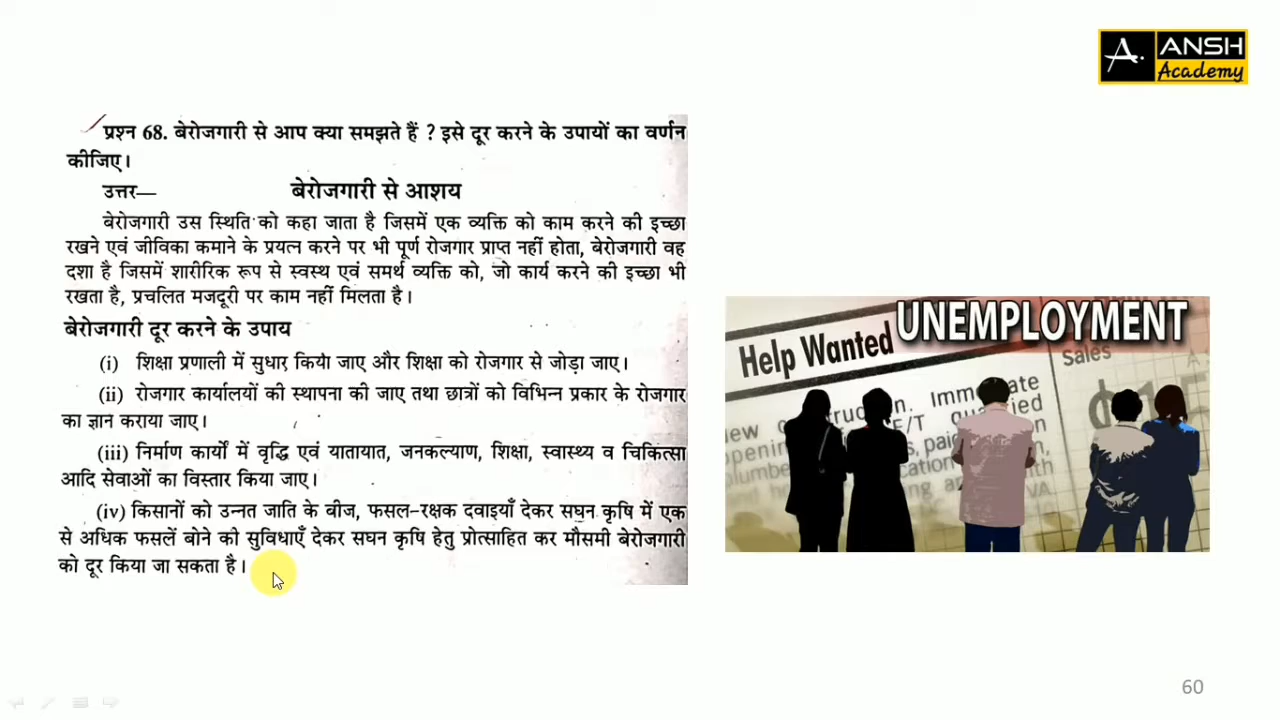 ANSH
A.
Academy
प्रश्न 68. बेरोजगारी से आप क्या समझते हैं ? इसे दूर करने के उपायों का वर्णन
कीजिए।
उत्तर— बेरोजगारी से आशय
बेरोजगारी उस स्थिति को कहा जाता है जिसमें एक व्यक्ति को काम करने की इच्छा
रखने एवं जीविका कमाने के प्रयत्न करने पर भी पूर्ण रोजगार प्राप्त नहीं होता, बेरोजगारी वह
दशा है जिसमें शारीरिक रूप से स्वस्थ एवं समर्थ व्यक्ति को, जो कार्य करने की इच्छा भी
रखता है, प्रचलित मजदूरी पर काम नहीं मिलता है।
बेरोजगारी दूर करने के उपाय
(i) शिक्षा प्रणाली में सुधार किया जाए और शिक्षा को रोजगार से जोड़ा जाए।
(ii) रोजगार कार्यालयों की स्थापना की जाए तथा छात्रों को विभिन्न प्रकार के रोजगार
का ज्ञान कराया जाए।
(iii) निर्माण कार्यों में वृद्धि एवं यातायात, जनकल्याण, शिक्षा, स्वास्थ्य व चिकित्सा
आदि सेवाओं का विस्तार किया जाए।
(iv) किसानों को उन्नत जाति के बीज, फसल-रक्षक दवाइयाँ देकर सघन कृषि में एक
से अधिक फसलें बोने की सुविधाएँ देकर सघन कृषि हेतु प्रोत्साहित कर मौसमी बेरोजगारी
को दूर किया जा सकता है।
UNEMPLOYMENT
Help Wanted
Sales
60